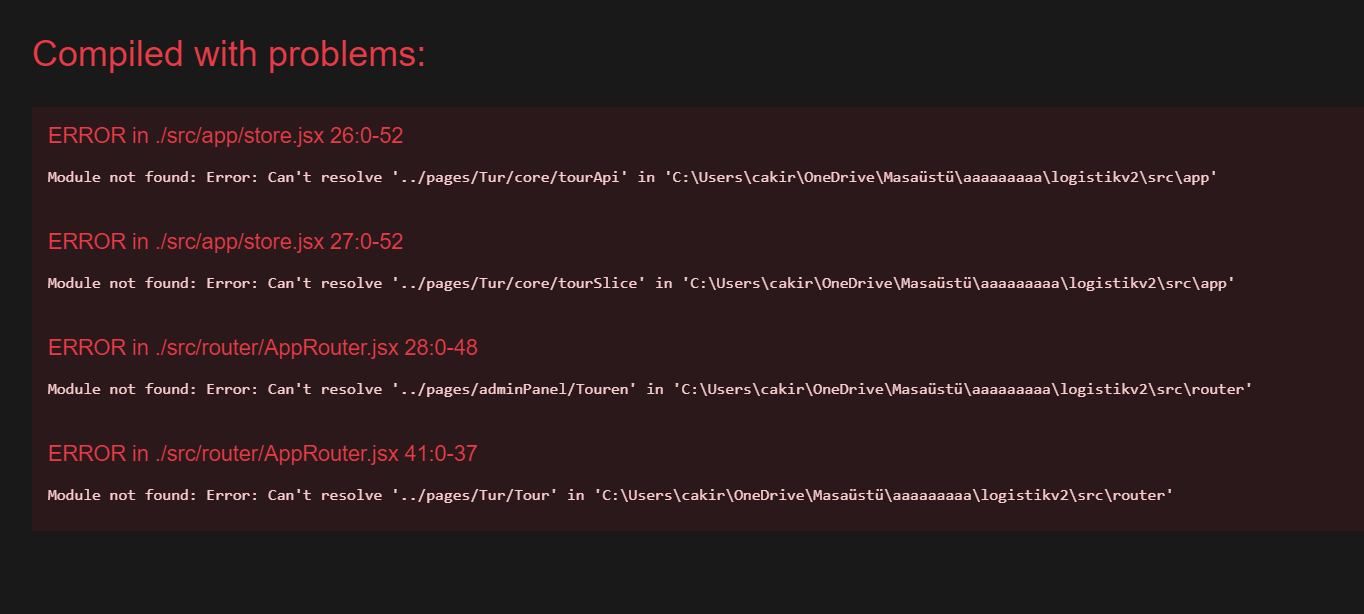 Compiled with problems:
ERROR in ./src/app/store.jsx 26:0-52
Module not found: Error: Can't resolve '../pages/Tur/core/tourApi' in 'C:\Users\cakir\OneDrive\Masaüstü\aaaaaaaaa\logistikv2\src\app'
ERROR in ./src/app/store.jsx 27:0-52
Module not found: Error: Can't resolve '../pages/Tur/core/tourSlice' in 'C:\Users\cakir\OneDrive\Masaüstü\aaaaaaaaa\logistikv2\src\app'
ERROR in ./src/router/AppRouter.jsx 28:0-48
Module not found: Error: Can't resolve '../pages/adminPanel/Touren' in 'C:\Users\cakir\OneDrive\Masaüstü\aaaaaaaaa\logistikv2\src\router'
ERROR in ./src/router/AppRouter.jsx 41:0-37
Module not found: Error: Can't resolve '../pages/Tur/Tour' in 'C:\Users\cakir\OneDrive\Masaüstü\aaaaaaaaa\logistikv2\src\router'